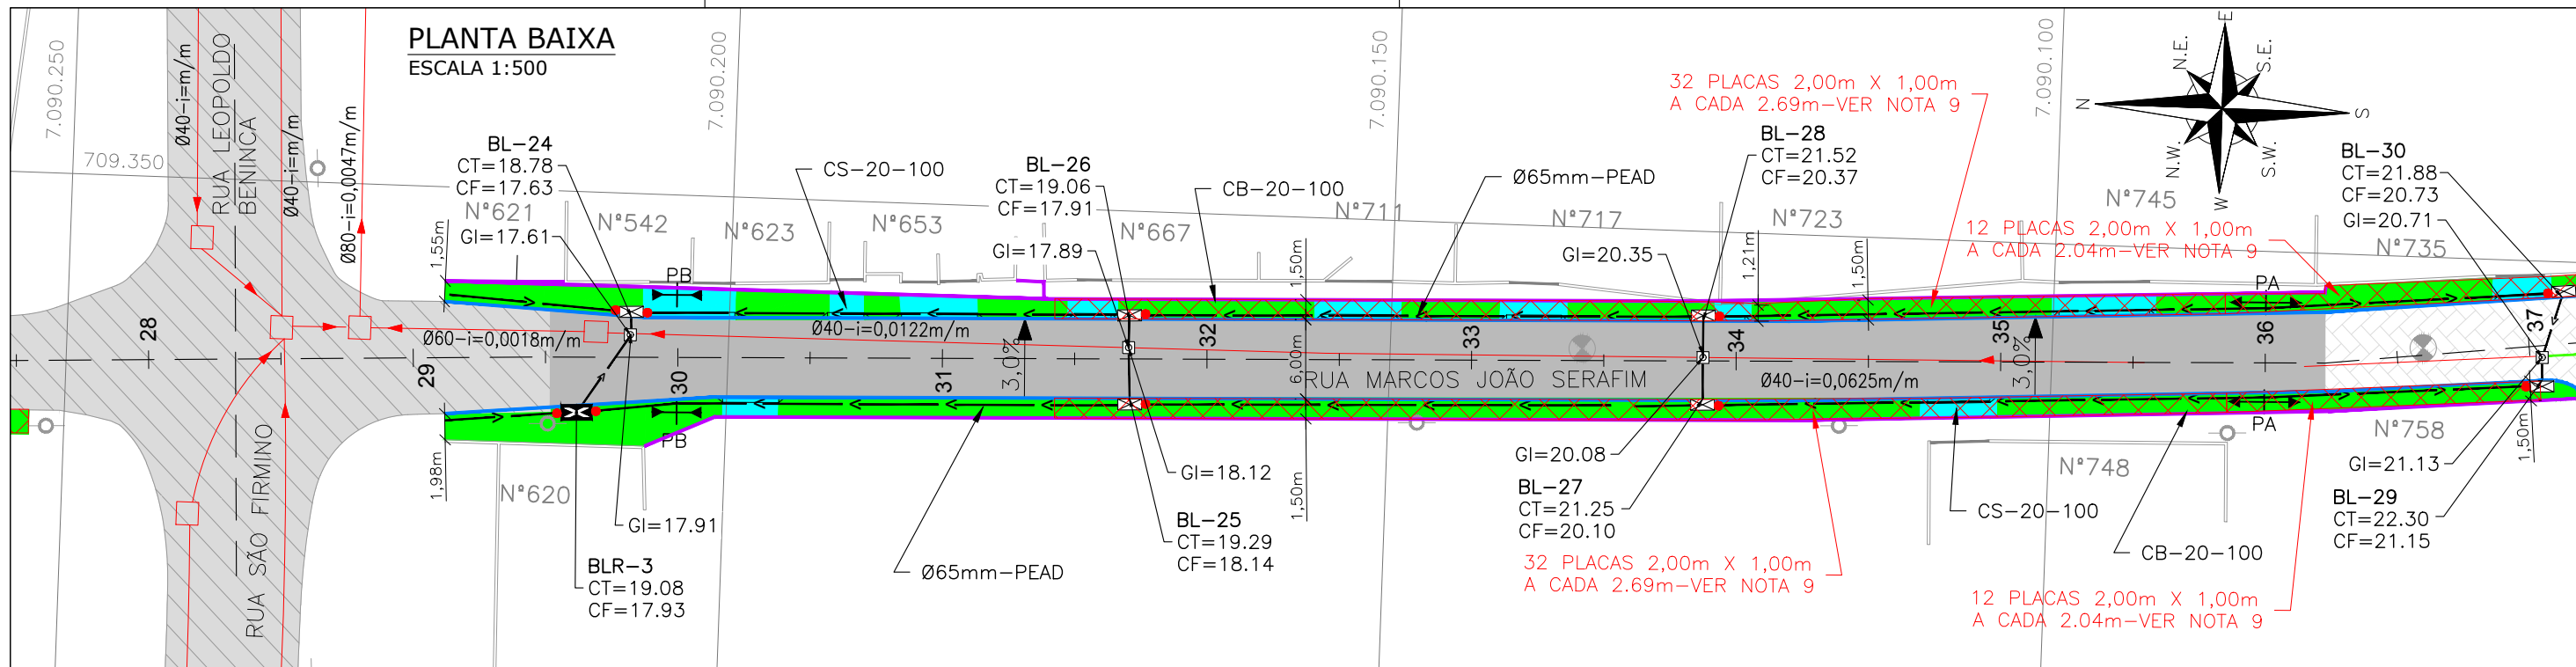 PLANTA BAIXA
ESCALA 1:500
7.090.250
7.090.200
7.090.150
7.090.100
709.350
Ø40-i=m/m
RUA LEOPOLDO
BENINCA
Ø40-i=m/m
Ø80-i=0,0047m/m
RUA SÃO FIRMINO
BL-24
CT=18.78
CF=17.63
N°621
GI=17.61
1,55m
N°542
N°623
CS-20-100
N°653
BL-26
CT=19.06
CF=17.91
GI=17.89
N°667
CB-20-100
1,50m
N°711
Ø65mm-PEAD
N°717
GI=20.35
BL-28
CT=21.52
CF=20.37
N°723
1,21m
1,50m
32 PLACAS 2,00m X 1,00m
A CADA 2.69m-VER NOTA 9
12 PLACAS 2,00m X 1,00m
A CADA 2.04m-VER NOTA 9
N°745
N°735
BL-30
CT=21.88
CF=20.73
GI=20.71
E
S.E.
S
S.W.
W
N.W.
N
N.E.
PB
PA
28
29
30
31
32
33
34
35
36
37
Ø60-i=0,0018m/m
Ø40-i=0,0122m/m
3,0%
6,00m
RUA MARCOS JOÃO SERAFIM
Ø40-i=0,0625m/m
3,0%
PB
PA
1,98m
N°620
GI=17.91
BLR-3
CT=19.08
CF=17.93
Ø65mm-PEAD
GI=18.12
BL-25
CT=19.29
CF=18.14
1,50m
GI=20.08
BL-27
CT=21.25
CF=20.10
32 PLACAS 2,00m X 1,00m
A CADA 2.69m-VER NOTA 9
CS-20-100
N°748
CB-20-100
12 PLACAS 2,00m X 1,00m
A CADA 2.04m-VER NOTA 9
N°758
GI=21.13
1,50m
BL-29
CT=22.30
CF=21.15